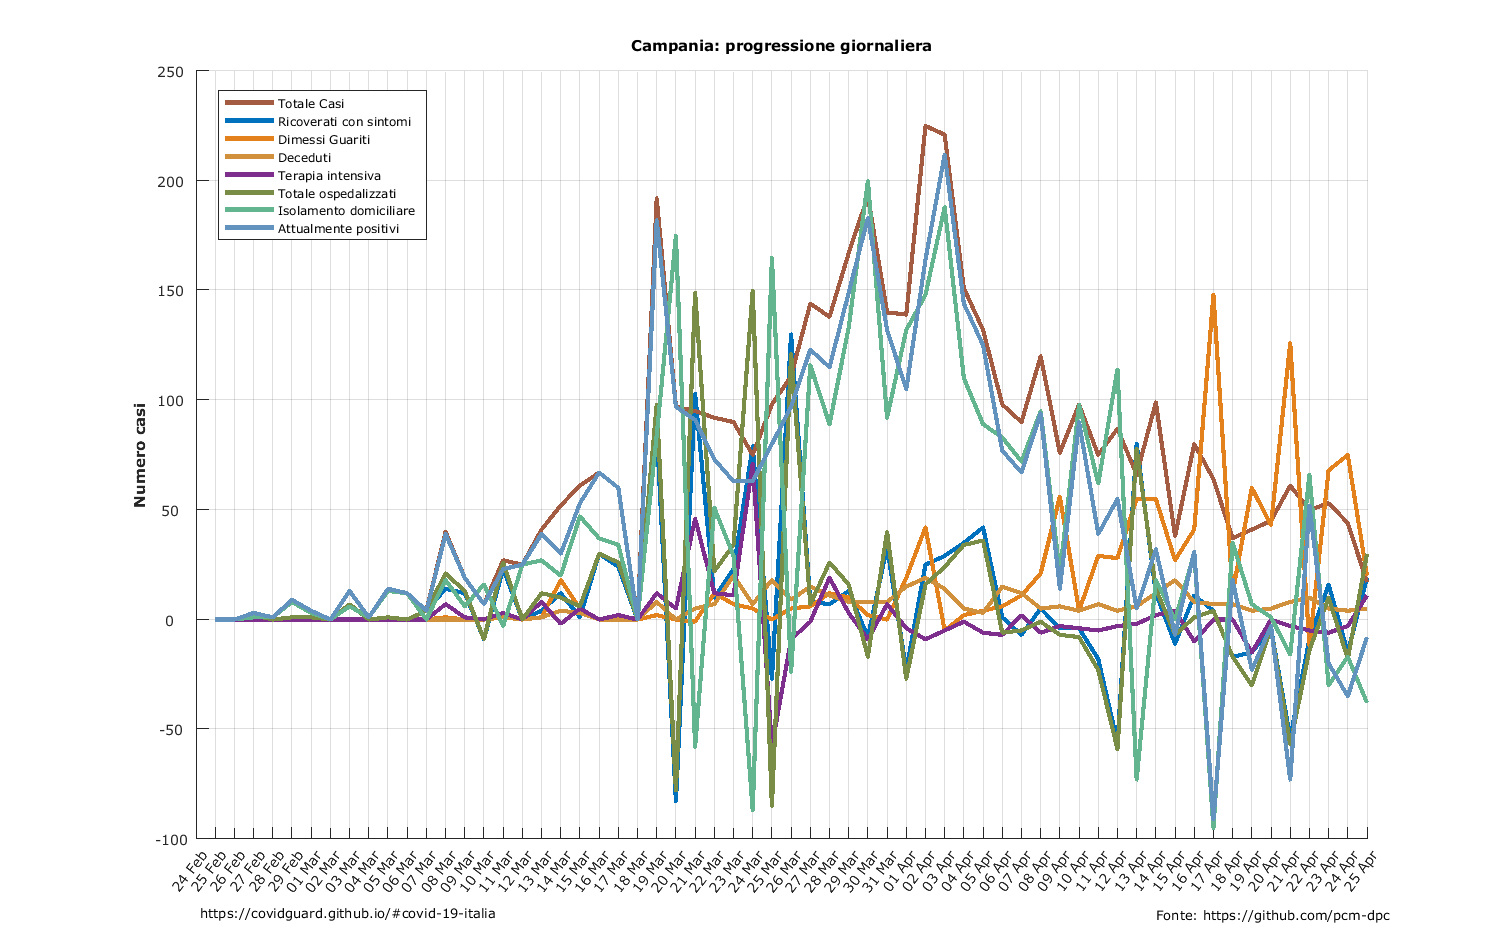 Campania: progressione giornaliera
250
200
150
100
50
0
-50
-100
Numero casi
Totale Casi
Ricoverati con sintomi
Dimessi Guariti
Deceduti
Terapia intensiva
Totale ospedalizzati
Isolamento domiciliare
Attualmente positivi
24 Feb
25 Feb
26 Feb
27 Feb
28 Feb
29 Feb
01 Mar
02 Mar
03 Mar
04 Mar
05 Mar
06 Mar
07 Mar
08 Mar
09 Mar
10 Mar
11 Mar
12 Mar
13 Mar
14 Mar
15 Mar
16 Mar
17 Mar
18 Mar
19 Mar
20 Mar
21 Mar
22 Mar
23 Mar
24 Mar
25 Mar
26 Mar
27 Mar
28 Mar
29 Mar
30 Mar
31 Mar
01 Apr
02 Apr
03 Apr
04 Apr
05 Apr
06 Apr
07 Apr
08 Apr
09 Apr
10 Apr
11 Apr
12 Apr
13 Apr
14 Apr
15 Apr
16 Apr
17 Apr
18 Apr
19 Apr
20 Apr
21 Apr
22 Apr
23 Apr
24 Apr
25 Apr
https://covidguard.github.io/#covid-19-italia
Fonte: https://github.com/pcm-dpc